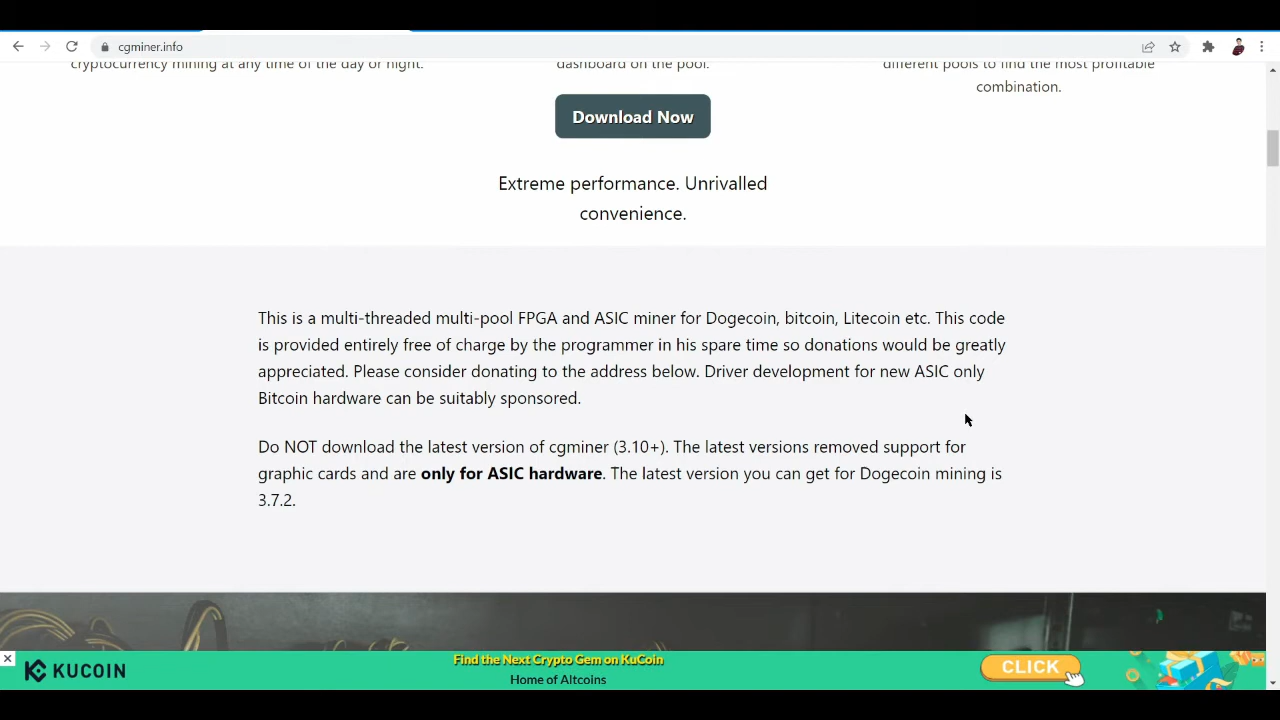 cgminer.info
cryptocurrency mining at any time of the day or night.
dashboard on the pool.
different pools to find the most profitable
combination.
Download Now
Extreme performance. Unrivalled
convenience.
This is a multi-threaded multi-pool FPGA and ASIC miner for Dogecoin, bitcoin, Litecoin etc. This code
is provided entirely free of charge by the programmer in his spare time so donations would be greatly
appreciated. Please consider donating to the address below. Driver development for new ASIC only
Bitcoin hardware can be suitably sponsored.
Do NOT download the latest version of cgminer (3.10+). The latest versions removed support for
graphic cards and are only for ASIC hardware. The latest version you can get for Dogecoin mining is
3.7.2.
KUCOIN
Find the Next Crypto Gem on KuCoin
Home of Altcoins
CLICK